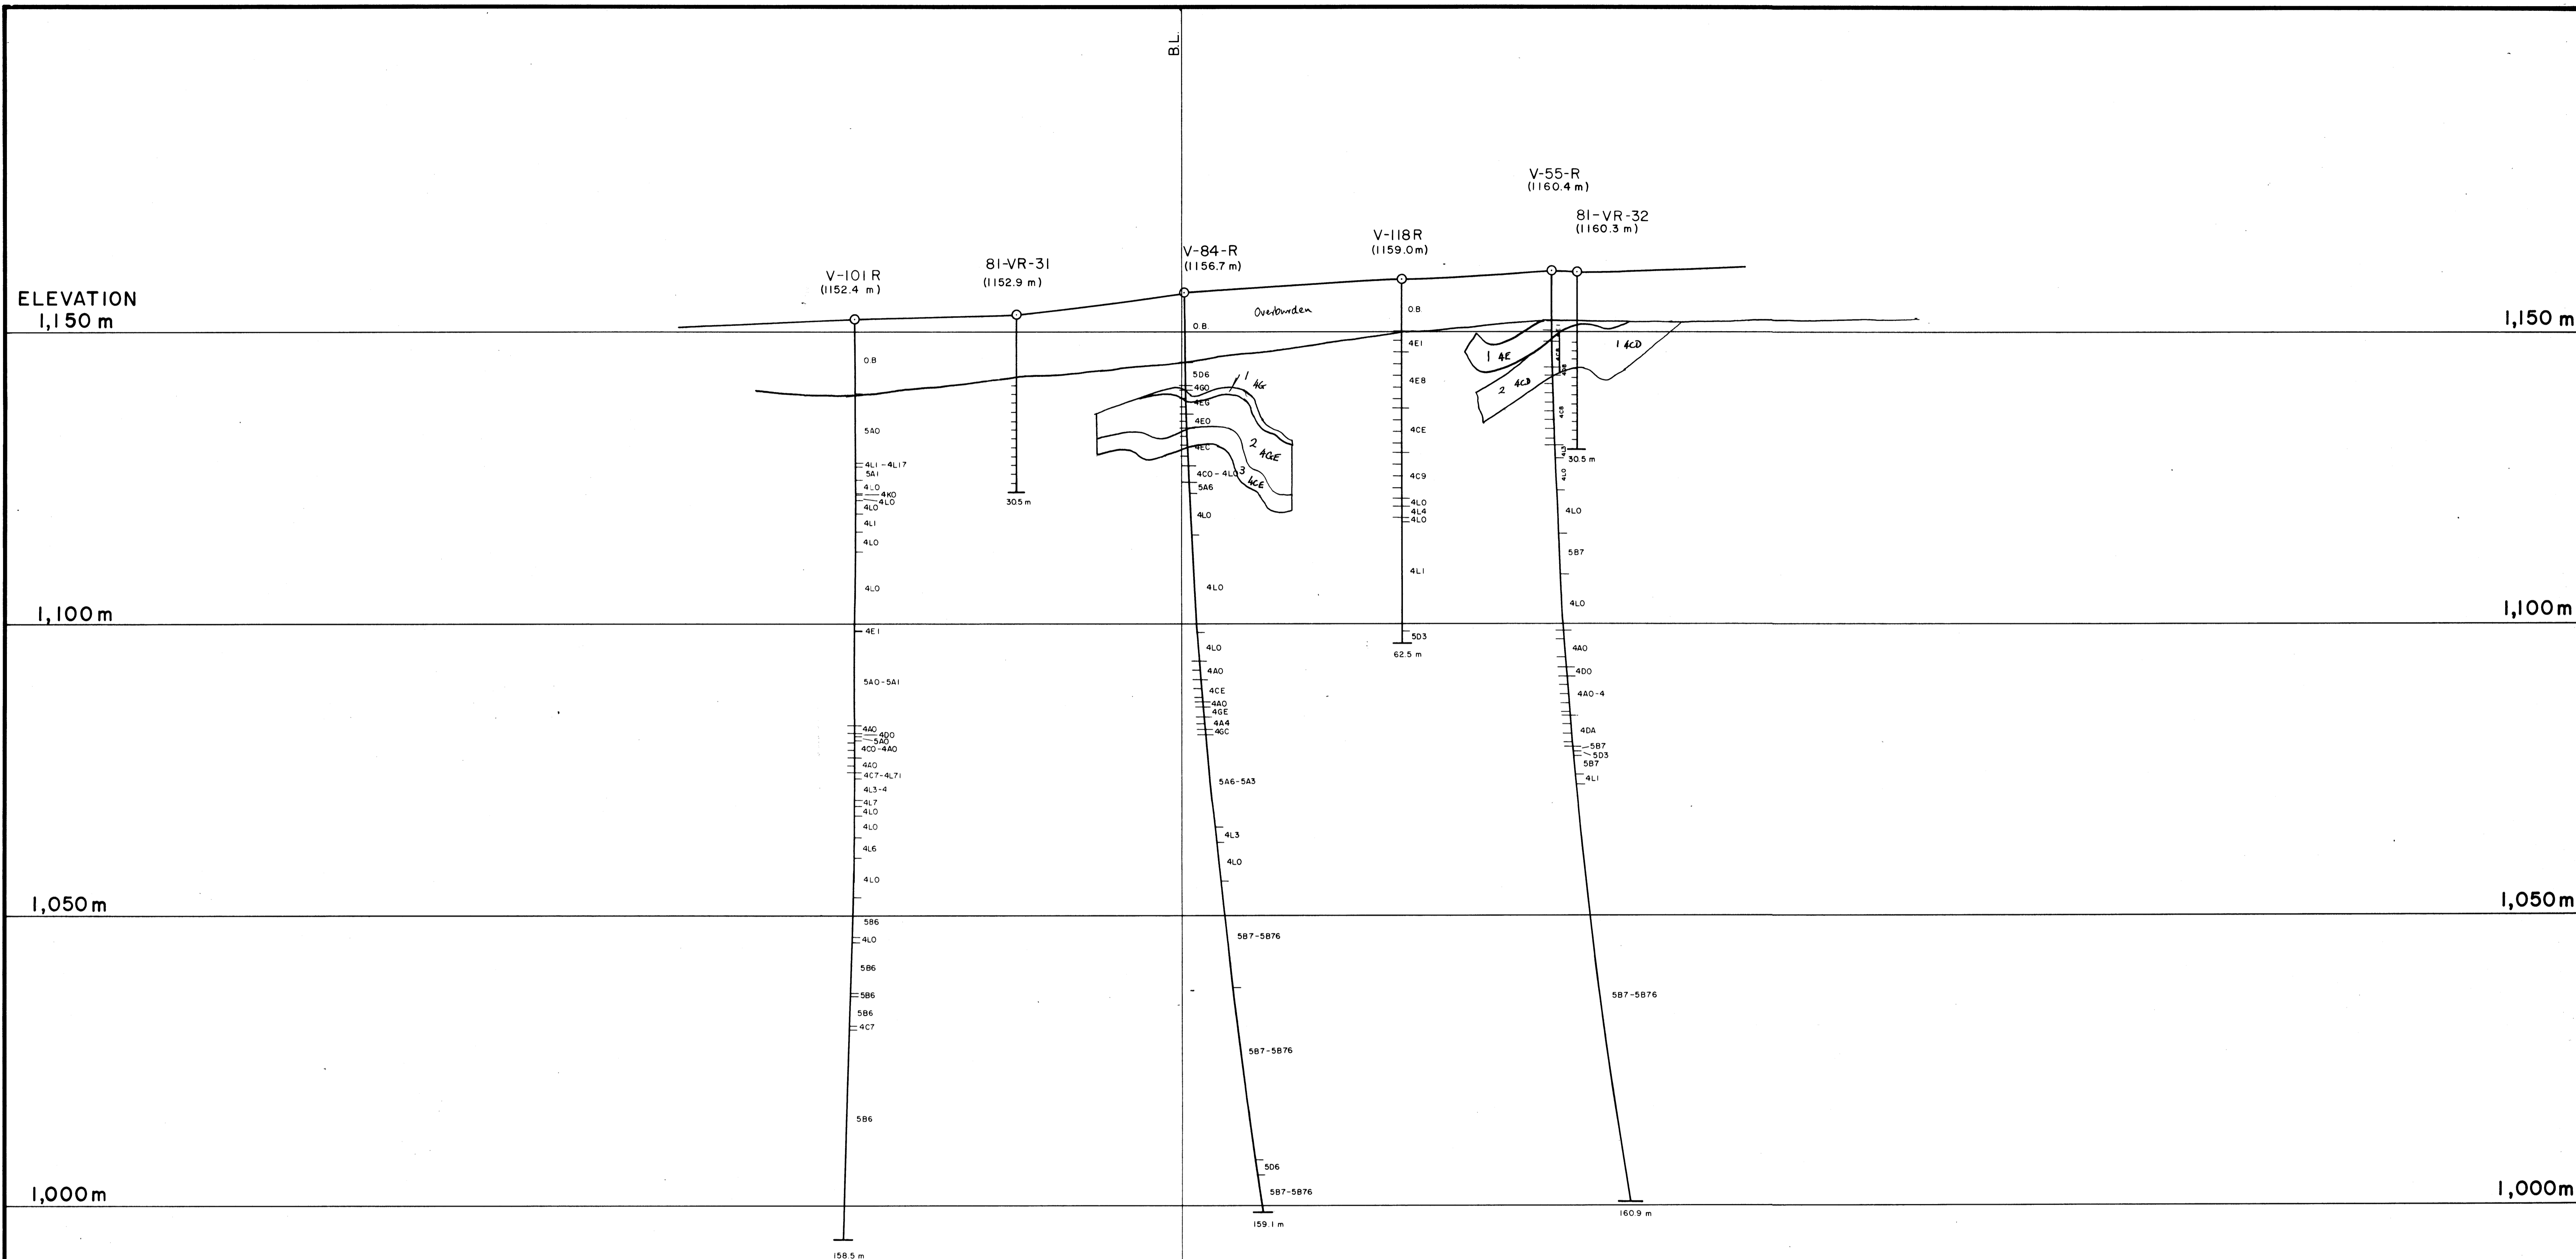 B.L.
V-55-R
(1160.4 m)
81-VR-32
(1160.3 m)
V-118R
(1159.0m)
V-84-R
(1156.7 m)
81-VR-31
(1152.9 m)
V-101 R
(1152.4 m)
ELEVATION
1,150 m
1,150 m
1,100 m
1,100 m
1,050 m
1,050 m
1,000 m
1,000 m
Overburden
O.B
5A0
4L1-4L17
5A1
4L0
4K0
4L0
4L0
4L1
4L0
4L0
4E1
5A0-5A1
4A0
4D0
5A0
4C0-4A0
4A0
4C7-4L71
4L3-4
4L7
4L0
4L0
4L6
4L0
5B6
4L0
5B6
5B6
5B6
4C7
5B6
158.5 m
30.5 m
O.B.
5D6
4G0
4EG
4E0
4EC
4C0-4L0
5A6
4L0
4L0
4L0
4A0
4CE
4A0
4GE
4A4
4GC
5A6-5A3
4L3
4L0
5B7-5B76
5B7-5B76
5D6
5B7-5B76
159.1 m
1
4G
2
4GE
3
4CE
O.B.
4E1
4E8
4CE
4C9
4L0
4L4
4L0
4L1
5D3
62.5 m
1 4E
2 4CD
1 4CD
4C8
4L3
4L0
30.5 m
4L0
5B7
4L0
4A0
4D0
4A0-4
4DA
5B7
5D3
5B7
4L1
5B7-5B76
160.9 m